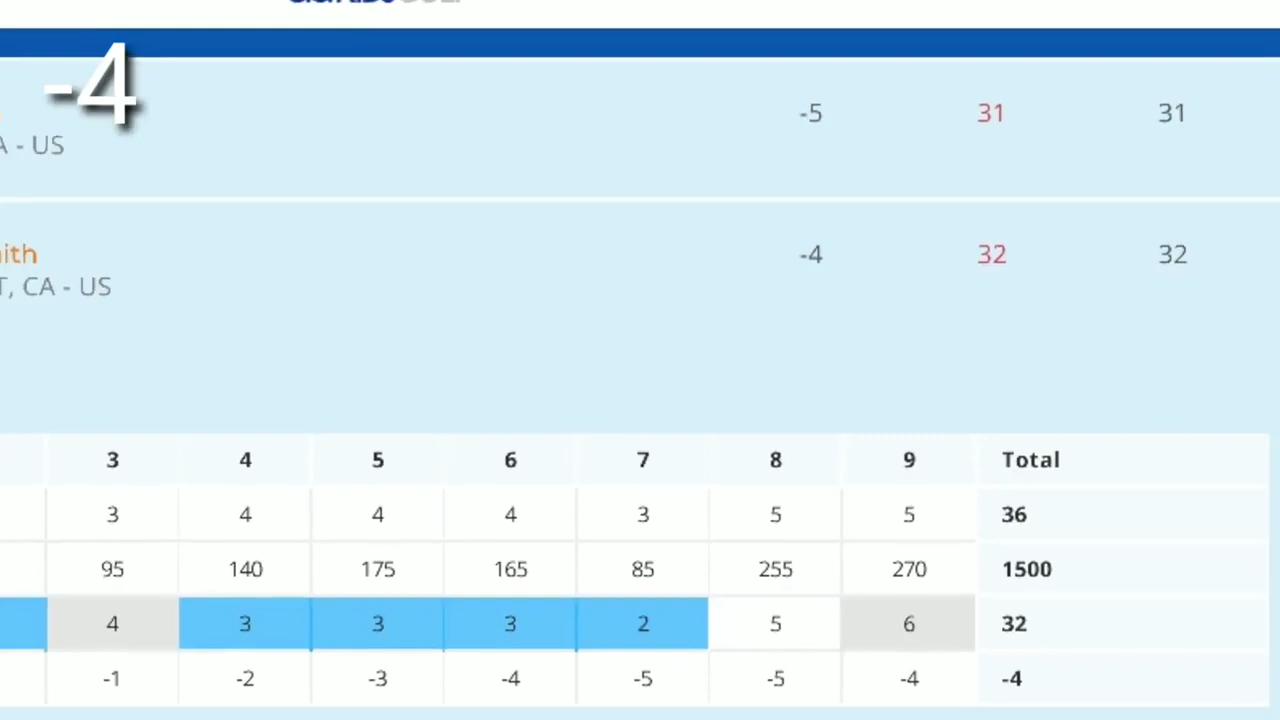 -4
-5 31 31
A - US
ith -4 32 32
T, CA - US
3 4 5 6 7 8 9 Total
3 4 4 4 3 5 5 36
95 140 175 165 85 255 270 1500
4 3 3 3 2 5 6 32
-1 -2 -3 -4 -5 -5 -4 -4